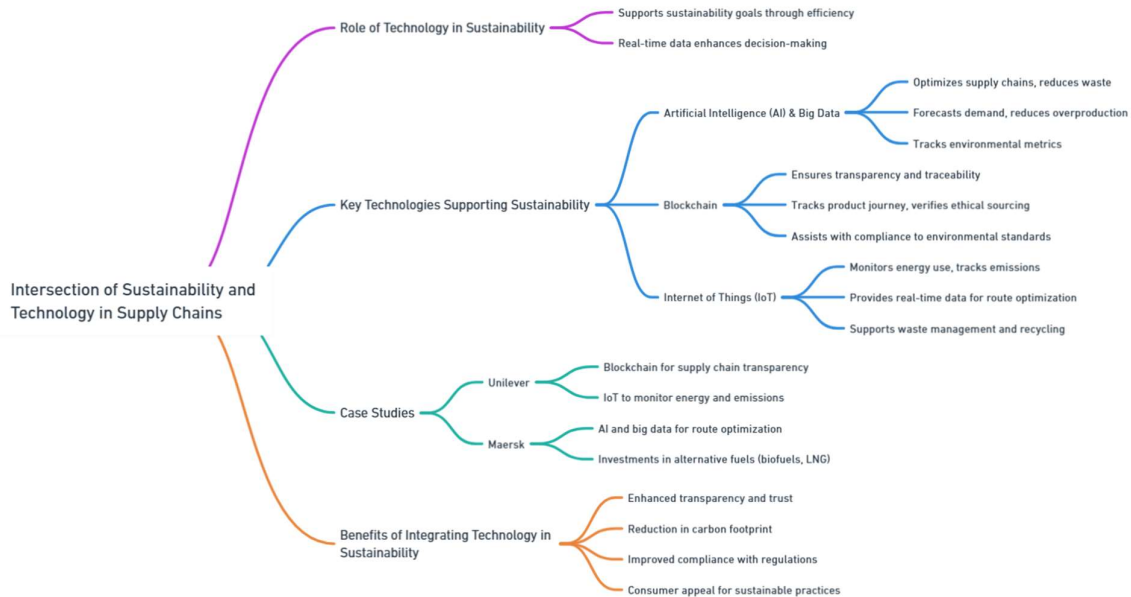 Intersection of Sustainability and
Technology in Supply Chains
Role of Technology in Sustainability
Supports sustainability goals through efficiency
Real-time data enhances decision-making
Key Technologies Supporting Sustainability
Artificial Intelligence (AI) & Big Data
Optimizes supply chains, reduces waste
Forecasts demand, reduces overproduction
Tracks environmental metrics
Blockchain
Ensures transparency and traceability
Tracks product journey, verifies ethical sourcing
Assists with compliance to environmental standards
Internet of Things (IoT)
Monitors energy use, tracks emissions
Provides real-time data for route optimization
Supports waste management and recycling
Case Studies
Unilever
Blockchain for supply chain transparency
IoT to monitor energy and emissions
Maersk
AI and big data for route optimization
Investments in alternative fuels (biofuels, LNG)
Benefits of Integrating Technology in
Sustainability
Enhanced transparency and trust
Reduction in carbon footprint
Improved compliance with regulations
Consumer appeal for sustainable practices